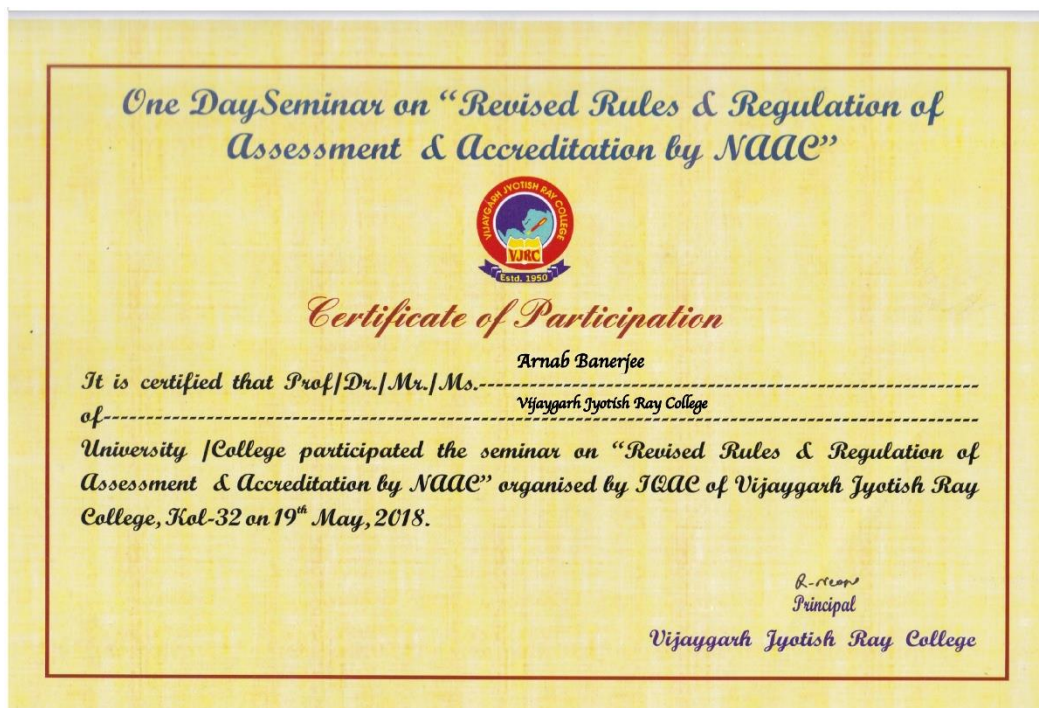 One DaySeminar on “Revised Rules & Regulation of
Assessment & Accreditation by NAAC”
VIJAYGARH JYOTISH RAY COLLEGE
VJRC
Estd. 1950
Certificate of Participation
Arnab Banerjee
It is certified that Prof/Dr./Mr./Ms.
Vijaygarh Jyotish Ray College
of
University /College participated the seminar on “Revised Rules & Regulation of
Assessment & Accreditation by NAAC” organised by IQAC of Vijaygarh Jyotish Ray
College, Kol-32 on 19th May, 2018.
Principal
Vijaygarh Jyotish Ray College